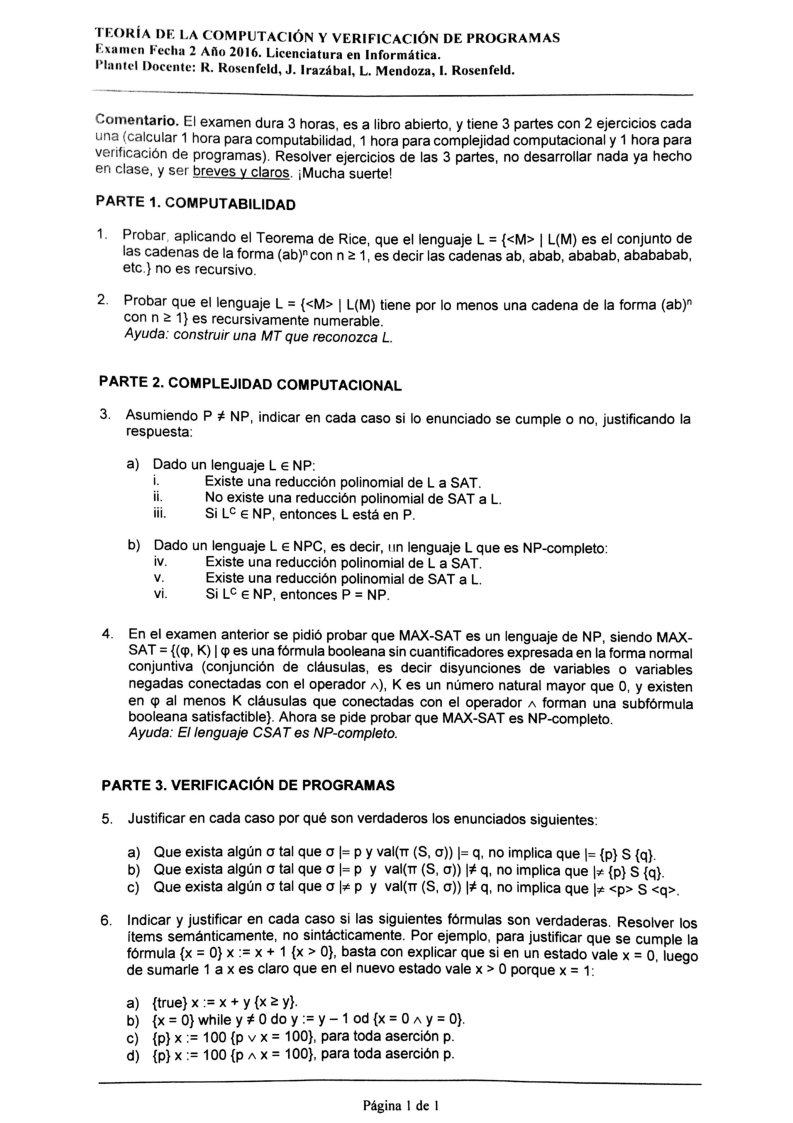 TEORÍA DE LA COMPUTACIÓN Y VERIFICACIÓN DE PROGRAMAS
Examen Fecha 2 Año 2016. Licenciatura en Informática.
Plantel Docente: R. Rosenfeld, J. Irazábal, L. Mendoza, I. Rosenfeld.
Comentario. El examen dura 3 horas, es a libro abierto, y tiene 3 partes con 2 ejercicios cada
una (calcular 1 hora para computabilidad, 1 hora para complejidad computacional y 1 hora para
verificación de programas). Resolver ejercicios de las 3 partes, no desarrollar nada ya hecho
en clase, y ser breves y claros. ¡Mucha suerte!
PARTE 1. COMPUTABILIDAD
1. Probar, aplicando el Teorema de Rice, que el lenguaje L = {<M> | L(M) es el conjunto de
las cadenas de la forma (ab)ⁿ con n ≥ 1, es decir las cadenas ab, abab, ababab, abababab,
etc.} no es recursivo.
2. Probar que el lenguaje L = {<M> | L(M) tiene por lo menos una cadena de la forma (ab)ⁿ
con n ≥ 1} es recursivamente numerable.
Ayuda: construir una MT que reconozca L.
PARTE 2. COMPLEJIDAD COMPUTACIONAL
3. Asumiendo P ≠ NP, indicar en cada caso si lo enunciado se cumple o no, justificando la
respuesta:
a) Dado un lenguaje L ∈ NP:
i. Existe una reducción polinomial de L a SAT.
ii. No existe una reducción polinomial de SAT a L.
iii. Si Lᶜ ∈ NP, entonces L está en P.
b) Dado un lenguaje L ∈ NPC, es decir, un lenguaje L que es NP-completo:
iv. Existe una reducción polinomial de L a SAT.
v. Existe una reducción polinomial de SAT a L.
vi. Si Lᶜ ∈ NP, entonces P = NP.
4. En el examen anterior se pidió probar que MAX-SAT es un lenguaje de NP, siendo MAX-
SAT = {(φ, K) | φ es una fórmula booleana sin cuantificadores expresada en la forma normal
conjuntiva (conjunción de cláusulas, es decir disyunciones de variables o variables
negadas conectadas con el operador ∧), K es un número natural mayor que 0, y existen
en φ al menos K cláusulas que conectadas con el operador ∧ forman una subfórmula
booleana satisfactible}. Ahora se pide probar que MAX-SAT es NP-completo.
Ayuda: El lenguaje CSAT es NP-completo.
PARTE 3. VERIFICACIÓN DE PROGRAMAS
5. Justificar en cada caso por qué son verdaderos los enunciados siguientes:
a) Que exista algún σ tal que σ |= p y val(π (S, σ)) |= q, no implica que |= {p} S {q}.
b) Que exista algún σ tal que σ |= p y val(π (S, σ)) |≠ q, no implica que |≠ {p} S {q}.
c) Que exista algún σ tal que σ |≠ p y val(π (S, σ)) |≠ q, no implica que |≠ <p> S <q>.
6. Indicar y justificar en cada caso si las siguientes fórmulas son verdaderas. Resolver los
ítems semánticamente, no sintácticamente. Por ejemplo, para justificar que se cumple la
fórmula {x = 0} x := x + 1 {x > 0}, basta con explicar que si en un estado vale x = 0, luego
de sumarle 1 a x es claro que en el nuevo estado vale x > 0 porque x = 1:
a) {true} x := x + y {x ≥ y}.
b) {x = 0} while y ≠ 0 do y := y – 1 od {x = 0 ∧ y = 0}.
c) {p} x := 100 {p ∨ x = 100}, para toda aserción p.
d) {p} x := 100 {p ∧ x = 100}, para toda aserción p.
Página 1 de 1